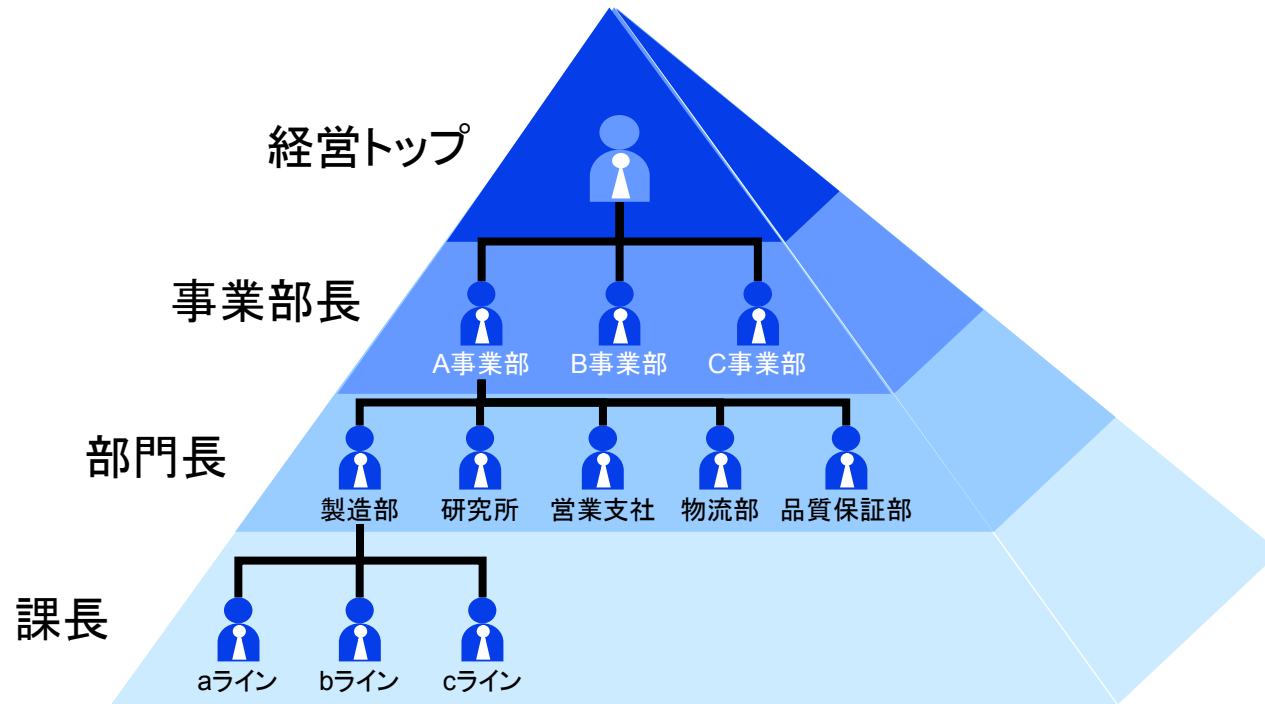 経営トップ
事業部長
A事業部 B事業部 C事業部
部門長
製造部 研究所 営業支社 物流部 品質保証部
課長
aライン bライン cライン